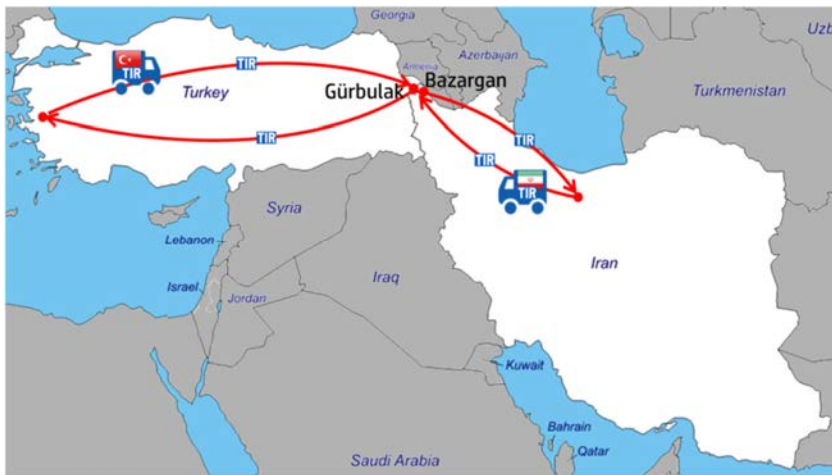 Georgia
Uzb
Azerbaijan
Armenia
TIR
TIR
Turkey
Gürbulak
Bazargan
Turkmenistan
TIR
TIR
TIR
TIR
Syria
Lebanon
Iraq
Iran
Israel
Jordan
Kuwait
Bahrain
Qatar
Saudi Arabia